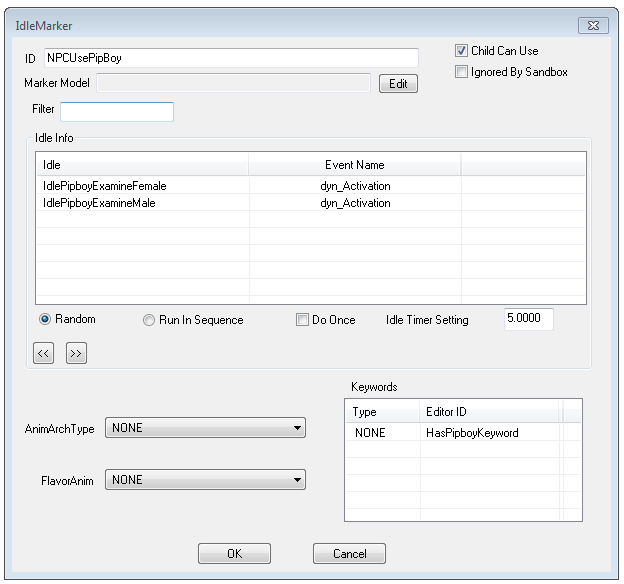 IdleMarker
ID NPCUsePipBoy
Child Can Use
Marker Model Edit
Ignored By Sandbox
Filter
Idle Info
Idle Event Name
IdlePipboyExamineFemale dyn_Activation
IdlePipboyExamineMale dyn_Activation
Random Run In Sequence Do Once Idle Timer Setting 5.0000
<< >>
Keywords
Type Editor ID
AnimArchType NONE
NONE HasPipboyKeyword
FlavorAnim NONE
OK Cancel